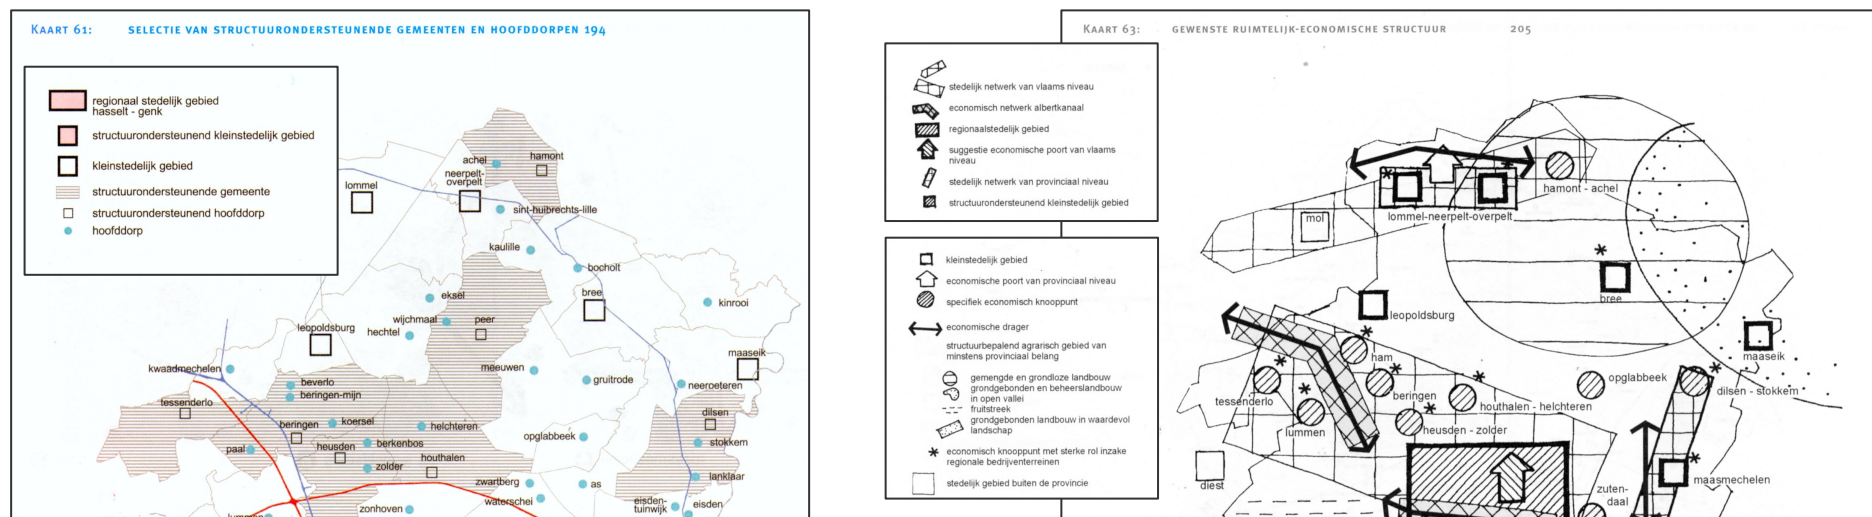 KAART 61: SELECTIE VAN STRUCTUURONDERSTEUNENDE GEMEENTEN EN HOOFDDORPEN 194
regionaal stedelijk gebied
hasselt - genk
structuurondersteunend kleinstedelijk gebied
kleinstedelijk gebied
structuurondersteunende gemeente
structuurondersteunend hoofddorp
hoofddorp
achel
hamont
neerpelt-
overpelt
lommel
sint-huibrechts-lille
kaulille
bocholt
eksel
bree
kinrooi
wijchmaal
peer
leopoldsburg
hechtel
maaseik
kwaadmechelen
meeuwen
gruitrode
neeroeteren
beverlo
beringen-mijn
tessenderlo
dilsen
beringen
koersel
helchteren
opglabbeek
stokkem
paal
heusden
berkenbos
zolder
houthalen
lanklaar
zwartberg
as
waterschei
eisden-
tuinwijk
eisden
zonhoven
lummen
KAART 63: GEWENSTE RUIMTELIJK-ECONOMISCHE STRUCTUUR 205
stedelijk netwerk van vlaams niveau
economisch netwerk albertkanaal
regionaalstedelijk gebied
suggestie economische poort van vlaams
niveau
stedelijk netwerk van provinciaal niveau
structuurondersteund kleinstedelijk gebied
kleinstedelijk gebied
economische poort van provinciaal niveau
specifiek economisch knooppunt
economische drager
structuurbepalend agrarisch gebied van
minstens provinciaal belang
gemengde en grondloze landbouw
grondgebonden en beheerslandbouw
in open vallei
fruitstreek
grondgebonden landbouw in waardevol
landschap
economisch knooppunt met sterke rol inzake
regionale bedrijventerreinen
stedelijk gebied buiten de provincie
hamont - achel
lommel-neerpelt-overpelt
mol
bree
leopoldsburg
maaseik
ham
opglabbeek
dilsen - stokkem
tessenderlo
beringen
houthalen - helchteren
lummen
heusden - zolder
diest
maasmechelen
zuten-
daal